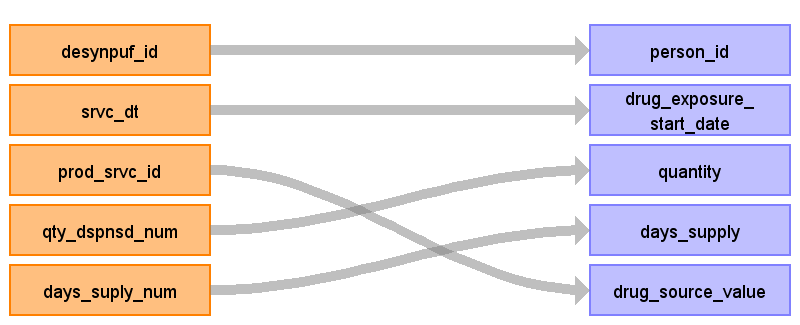 desynpuf_id
person_id
srvc_dt
drug_exposure_
start_date
prod_srvc_id
quantity
qty_dspnsd_num
days_supply
days_suply_num
drug_source_value